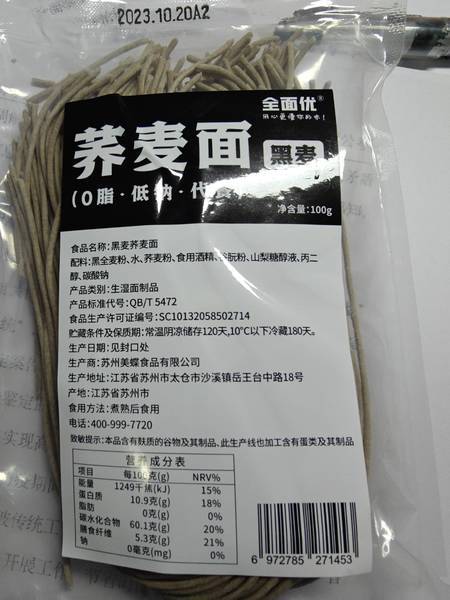 2023.10.20A2
全面优®
用心更懂你的味!
荞麦面
黑麦
(0脂·低钠·代
净含量:100g
食品名称:黑麦荞麦面
配料:黑全麦粉、水、荞麦粉、食用酒精、谷朊粉、山梨糖醇液、丙二
醇、碳酸钠
产品类别:生湿面制品
产品标准代号:QB/T 5472
食品生产许可证编号:SC10132058502714
贮藏条件及保质期:常温阴凉储存120天,10°C以下冷藏180天。
生产日期:见封口处
生产商:苏州美蝶食品有限公司
生产地址:江苏省苏州市太仓市沙溪镇岳王台中路18号
产地:江苏省苏州市
食用方法:煮熟后食用
电话:400-999-7720
致敏提示:本品含有麸质的谷物及其制品、此生产线也加工含有蛋类及其制品
营养成分表
项目 每100克(g) NRV%
能量 1249千焦(kJ) 15%
蛋白质 10.9克(g) 18%
脂肪 0克(g) 0%
碳水化合物 60.1克(g) 20%
膳食纤维 5.3克(g) 21%
钠 0毫克(mg) 0%
6 972785 271453